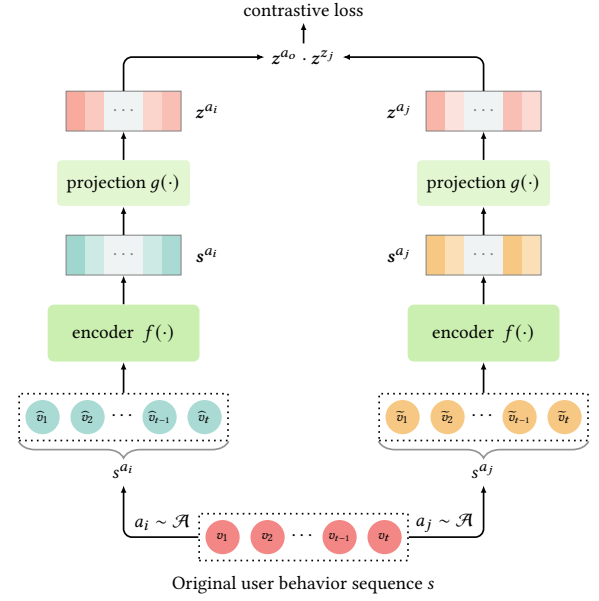 contrastive loss
z^{a_o} · z^{z_j}
··· z^{a_i} z^{a_j} ···
projection g(·) projection g(·)
··· s^{a_i} s^{a_j} ···
encoder f(·) encoder f(·)
v̂_1 v̂_2 ··· v̂_{t-1} v̂_t ṽ_1 ṽ_2 ··· ṽ_{t-1} ṽ_t
s^{a_i} s^{a_j}
a_i ∼ 𝒜 a_j ∼ 𝒜
v_1 v_2 ··· v_{t-1} v_t
Original user behavior sequence s